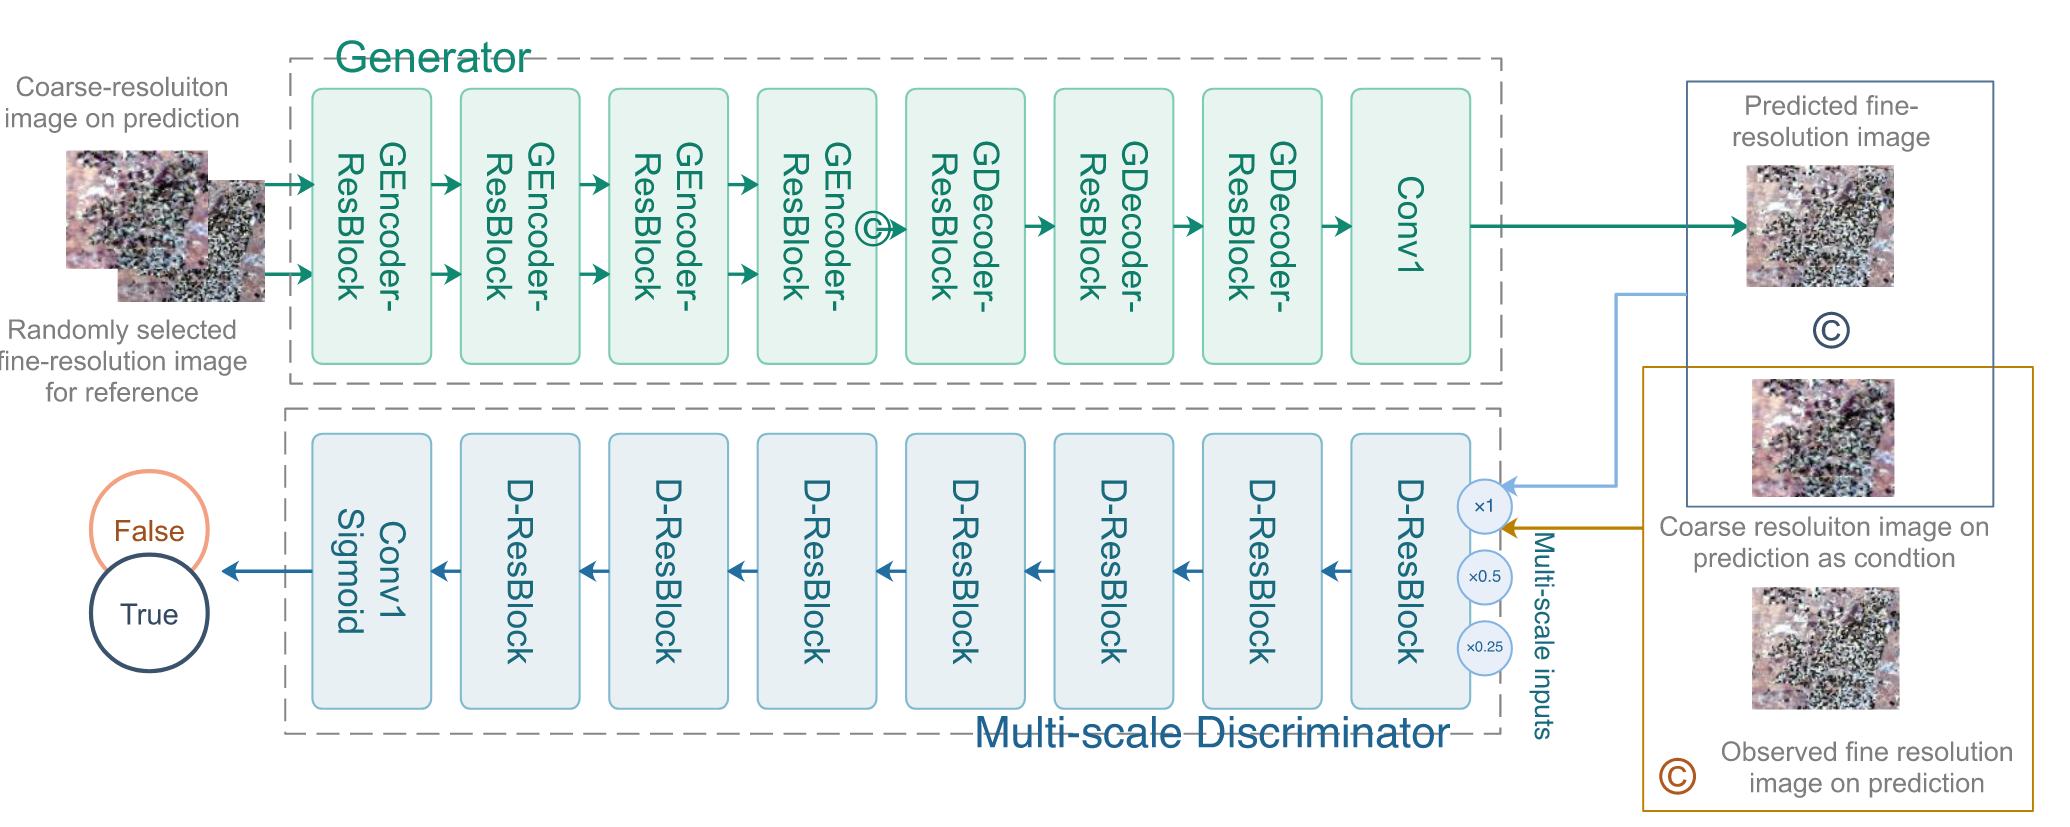 Generator
Coarse-resoluiton
image on prediction
Randomly selected
fine-resolution image
for reference
GEncoder-
ResBlock
GEncoder-
ResBlock
GEncoder-
ResBlock
GEncoder-
ResBlock
©
GDecoder-
ResBlock
GDecoder-
ResBlock
GDecoder-
ResBlock
Conv1
Predicted fine-
resolution image
©
Coarse resoluiton image on
prediction as condtion
Observed fine resolution
image on prediction
©
Multi-scale inputs
×1
×0.5
×0.25
D-ResBlock
D-ResBlock
D-ResBlock
D-ResBlock
D-ResBlock
D-ResBlock
D-ResBlock
Conv1
Sigmoid
Multi-scale Discriminator
False
True